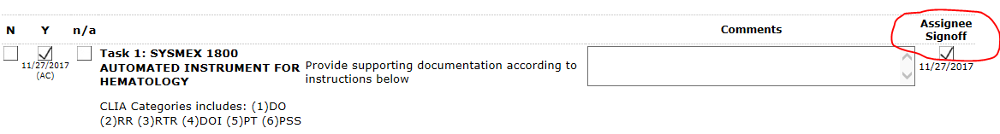 N Y n/a Comments Assignee
Signoff
11/27/2017
(AC)
Task 1: SYSMEX 1800
AUTOMATED INSTRUMENT FOR
HEMATOLOGY
CLIA Categories includes: (1)DO
(2)RR (3)RTR (4)DOI (5)PT (6)PSS
Provide supporting documentation according to
instructions below
11/27/2017